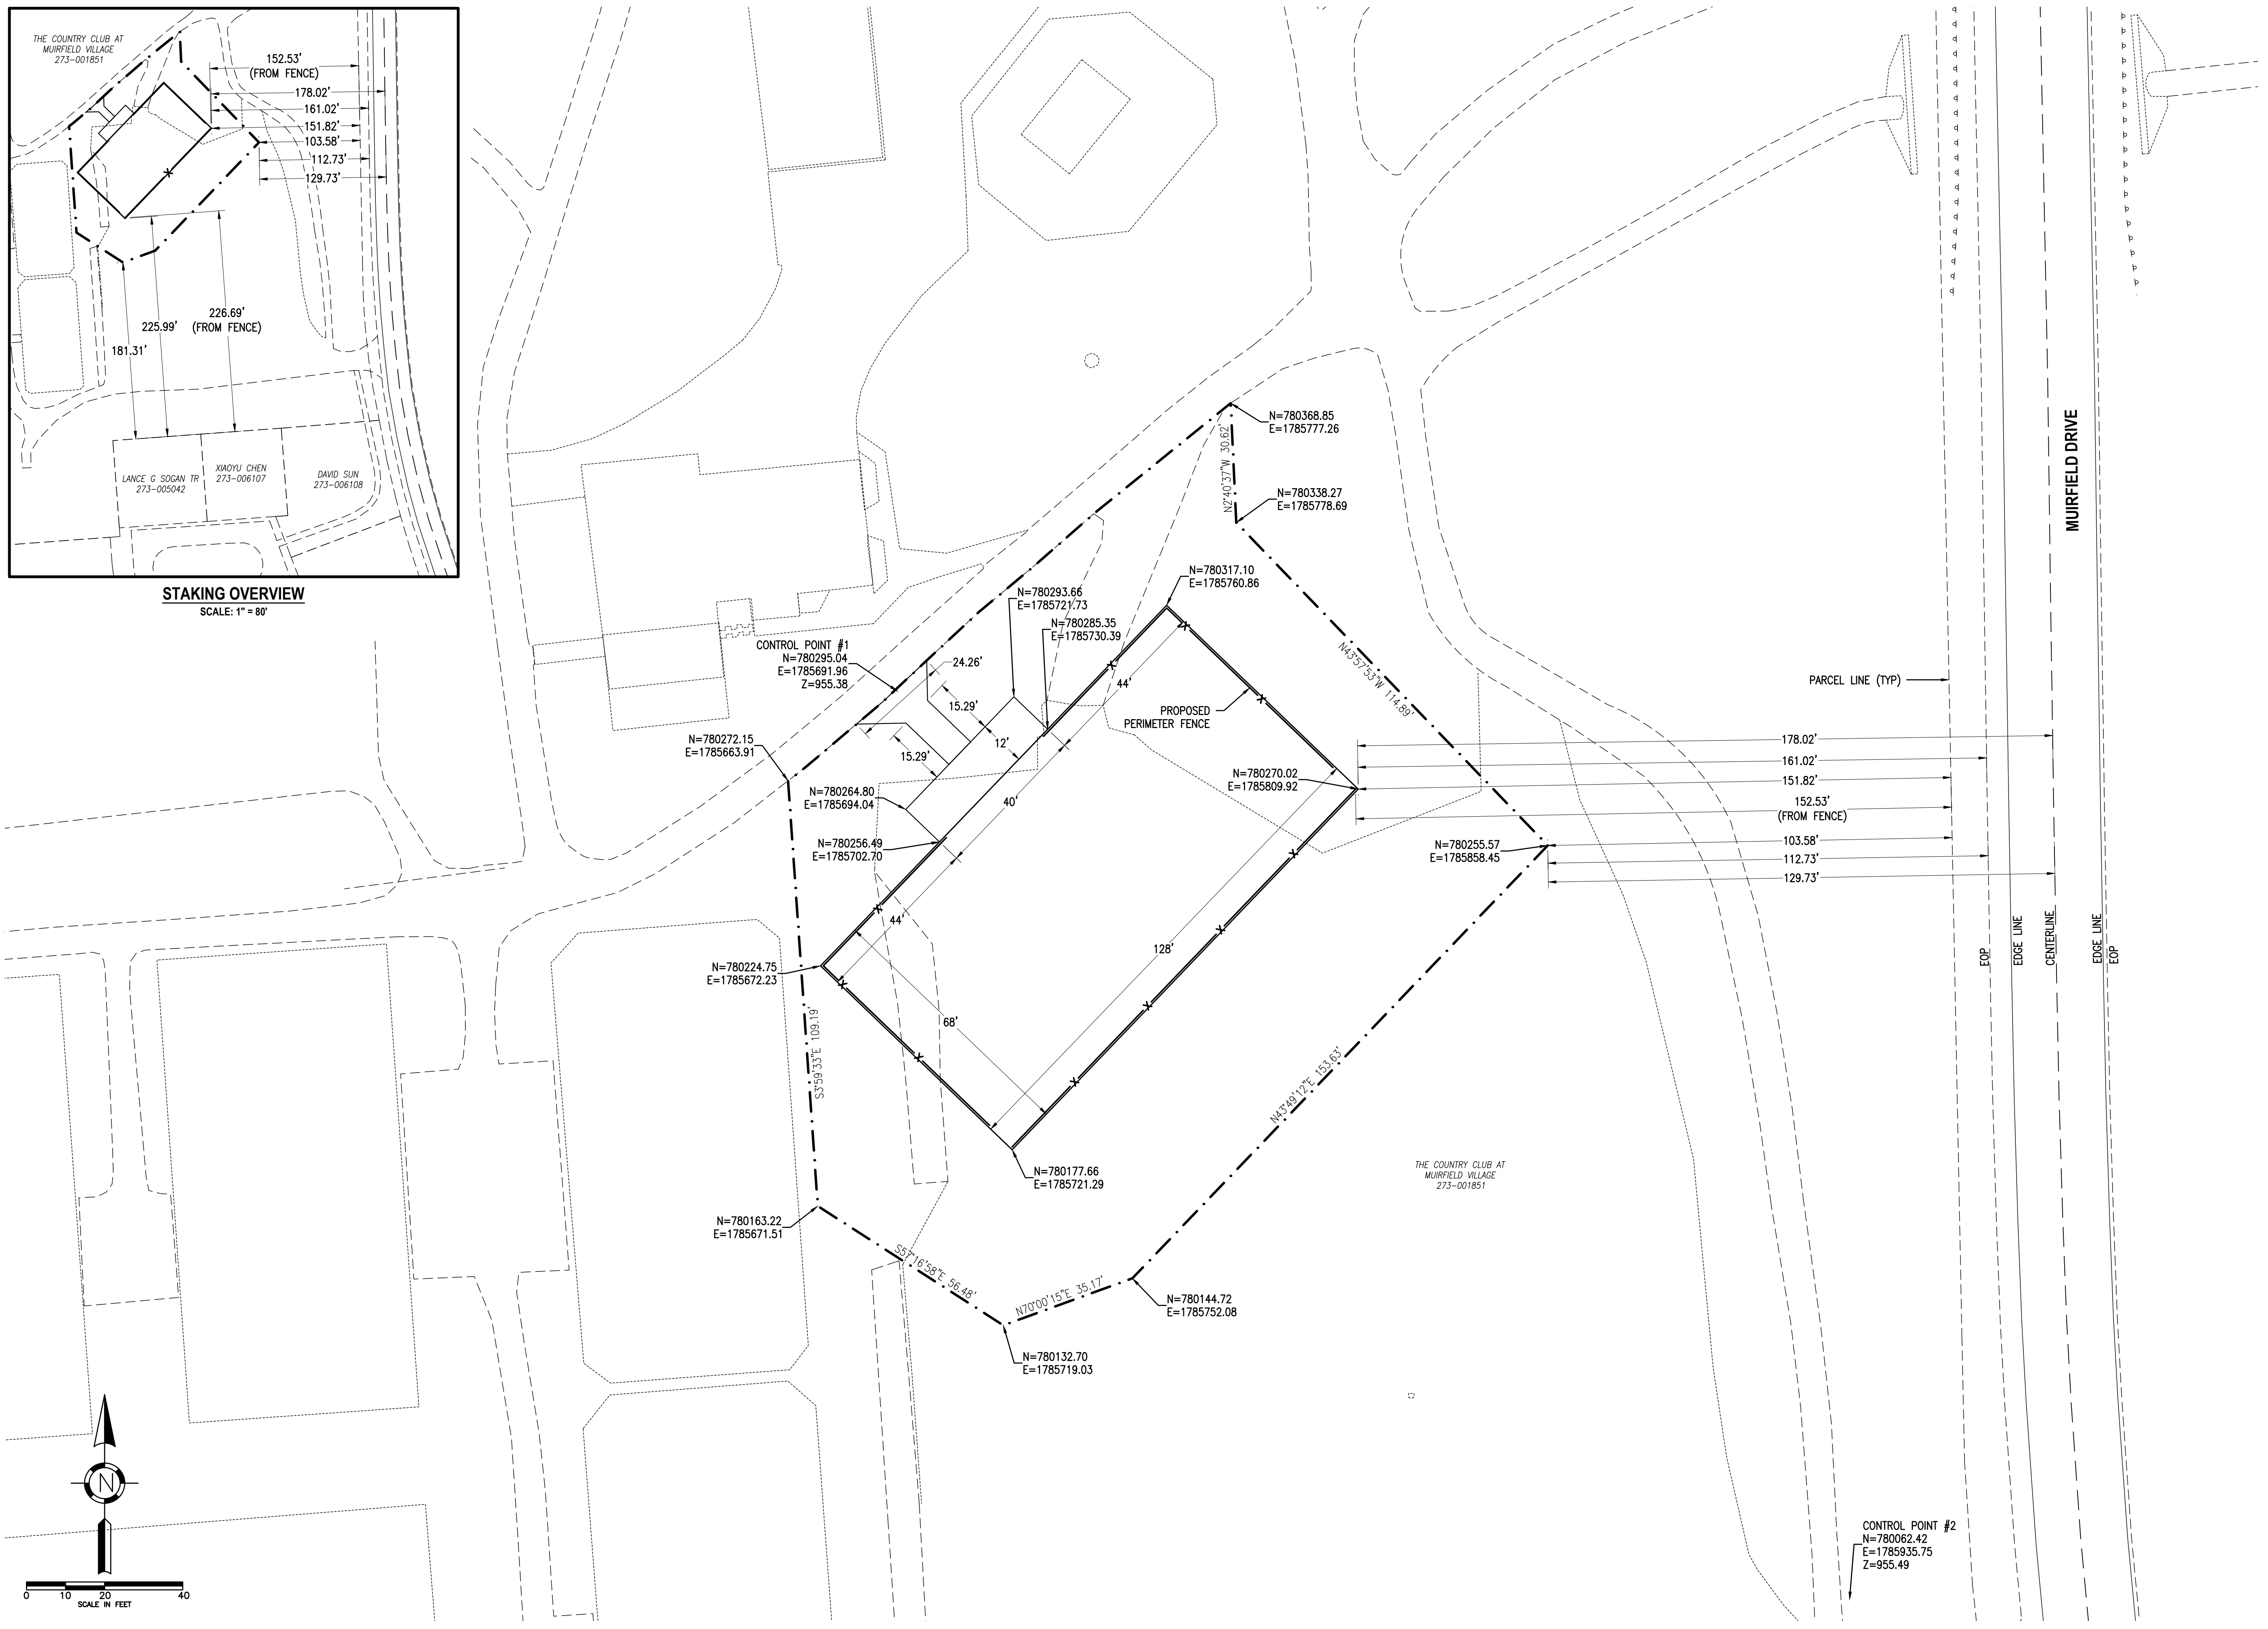 THE COUNTRY CLUB AT
MUIRFIELD VILLAGE
273-001851
152.53'
(FROM FENCE)
178.02'
161.02'
151.82'
103.58'
112.73'
129.73'
226.69'
(FROM FENCE)
225.99'
181.31'
LANCE G SOGAN TR
273-005042
XIAOYU CHEN
273-006107
DAVID SUN
273-006108
STAKING OVERVIEW
SCALE: 1" = 80'
N=780368.85
E=1785777.26
N2°40'37"W 30.62'
N=780338.27
E=1785778.69
N=780317.10
E=1785760.86
N=780293.66
E=1785721.73
N=780285.35
E=1785730.39
CONTROL POINT #1
N=780295.04
E=1785691.96
Z=955.38
24.26'
15.29'
12'
15.29'
44'
PROPOSED
PERIMETER FENCE
N43°57'53"W 114.89'
PARCEL LINE (TYP)
MUIRFIELD DRIVE
N=780272.15
E=1785663.91
N=780264.80
E=1785694.04
40'
N=780270.02
E=1785809.92
178.02'
161.02'
151.82'
152.53'
(FROM FENCE)
103.58'
112.73'
129.73'
N=780256.49
E=1785702.70
N=780255.57
E=1785858.45
44'
128'
68'
EOP
EDGE LINE
CENTERLINE
EDGE LINE
EOP
N=780224.75
E=1785672.23
S3°59'33"E 109.19'
N43°49'12"E 153.63'
N=780177.66
E=1785721.29
THE COUNTRY CLUB AT
MUIRFIELD VILLAGE
273-001851
N=780163.22
E=1785671.51
S57°16'58"E 56.48'
N70°00'15"E 35.17'
N=780144.72
E=1785752.08
N=780132.70
E=1785719.03
CONTROL POINT #2
N=780062.42
E=1785935.75
Z=955.49
N
0 10 20 40
SCALE IN FEET